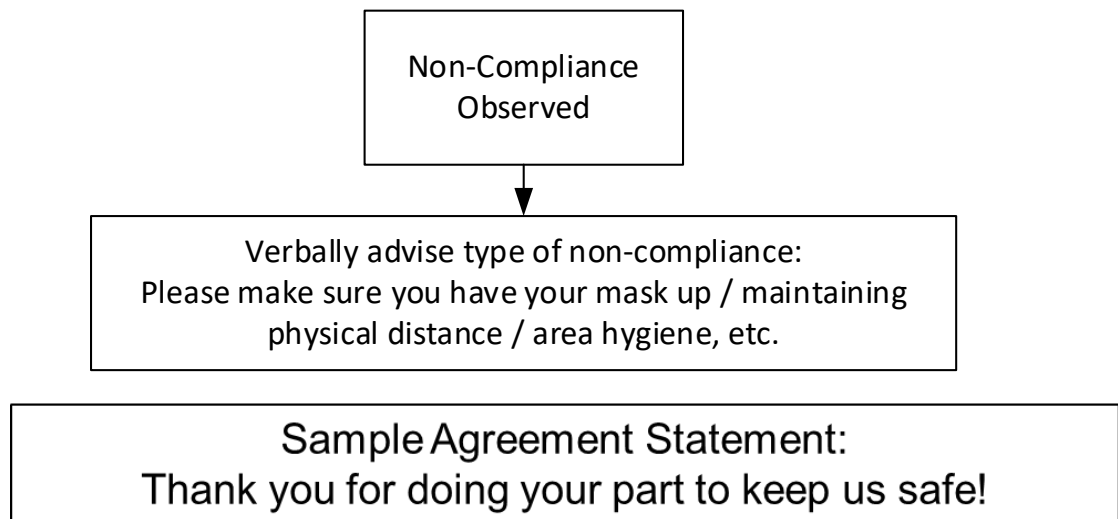 Non-Compliance
Observed
Verbally advise type of non-compliance:
Please make sure you have your mask up / maintaining
physical distance / area hygiene, etc.
Sample Agreement Statement:
Thank you for doing your part to keep us safe!